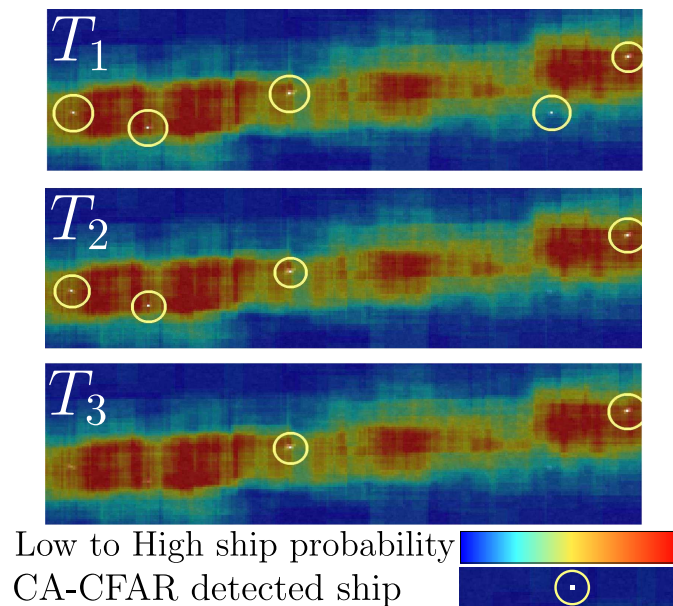 T₁
T₂
T₃
Low to High ship probability
CA-CFAR detected ship